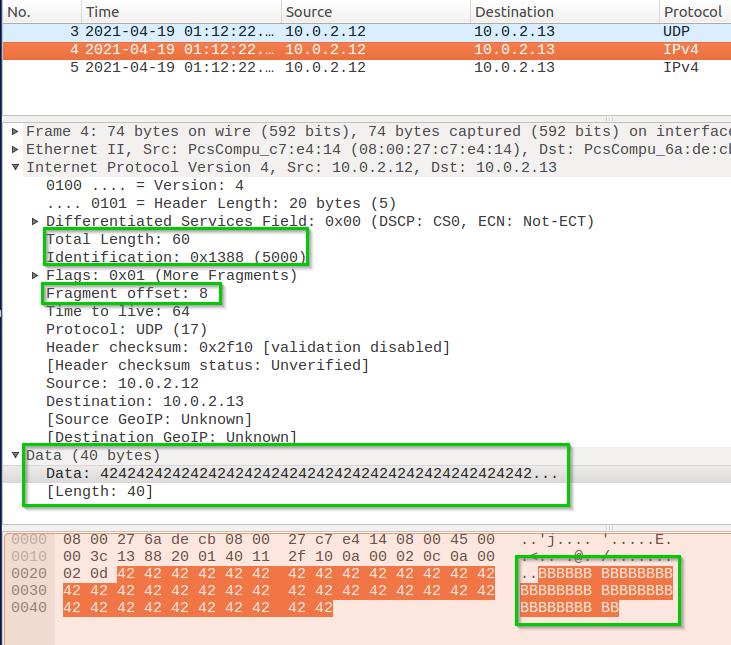 No. Time Source Destination Protocol
3 2021-04-19 01:12:22.… 10.0.2.12 10.0.2.13 UDP
4 2021-04-19 01:12:22.… 10.0.2.12 10.0.2.13 IPv4
5 2021-04-19 01:12:22.… 10.0.2.12 10.0.2.13 IPv4
Frame 4: 74 bytes on wire (592 bits), 74 bytes captured (592 bits) on interface
Ethernet II, Src: PcsCompu_c7:e4:14 (08:00:27:c7:e4:14), Dst: PcsCompu_6a:de:cb
Internet Protocol Version 4, Src: 10.0.2.12, Dst: 10.0.2.13
0100 .... = Version: 4
.... 0101 = Header Length: 20 bytes (5)
Differentiated Services Field: 0x00 (DSCP: CS0, ECN: Not-ECT)
Total Length: 60
Identification: 0x1388 (5000)
Flags: 0x01 (More Fragments)
Fragment offset: 8
Time to live: 64
Protocol: UDP (17)
Header checksum: 0x2f10 [validation disabled]
[Header checksum status: Unverified]
Source: 10.0.2.12
Destination: 10.0.2.13
[Source GeoIP: Unknown]
[Destination GeoIP: Unknown]
Data (40 bytes)
Data: 424242424242424242424242424242424242424242424242...
[Length: 40]
0000 08 00 27 6a de cb 08 00 27 c7 e4 14 08 00 45 00 ..'j.... '.....E.
0010 00 3c 13 88 20 01 40 11 2f 10 0a 00 02 0c 0a 00 .<.. .@. /.......
0020 02 0d 42 42 42 42 42 42 42 42 42 42 42 42 42 42 ..BBBBBB BBBBBBBB
0030 42 42 42 42 42 42 42 42 42 42 42 42 42 42 42 42 BBBBBBBB BBBBBBBB
0040 42 42 42 42 42 42 42 42 42 42 BBBBBBBB BB